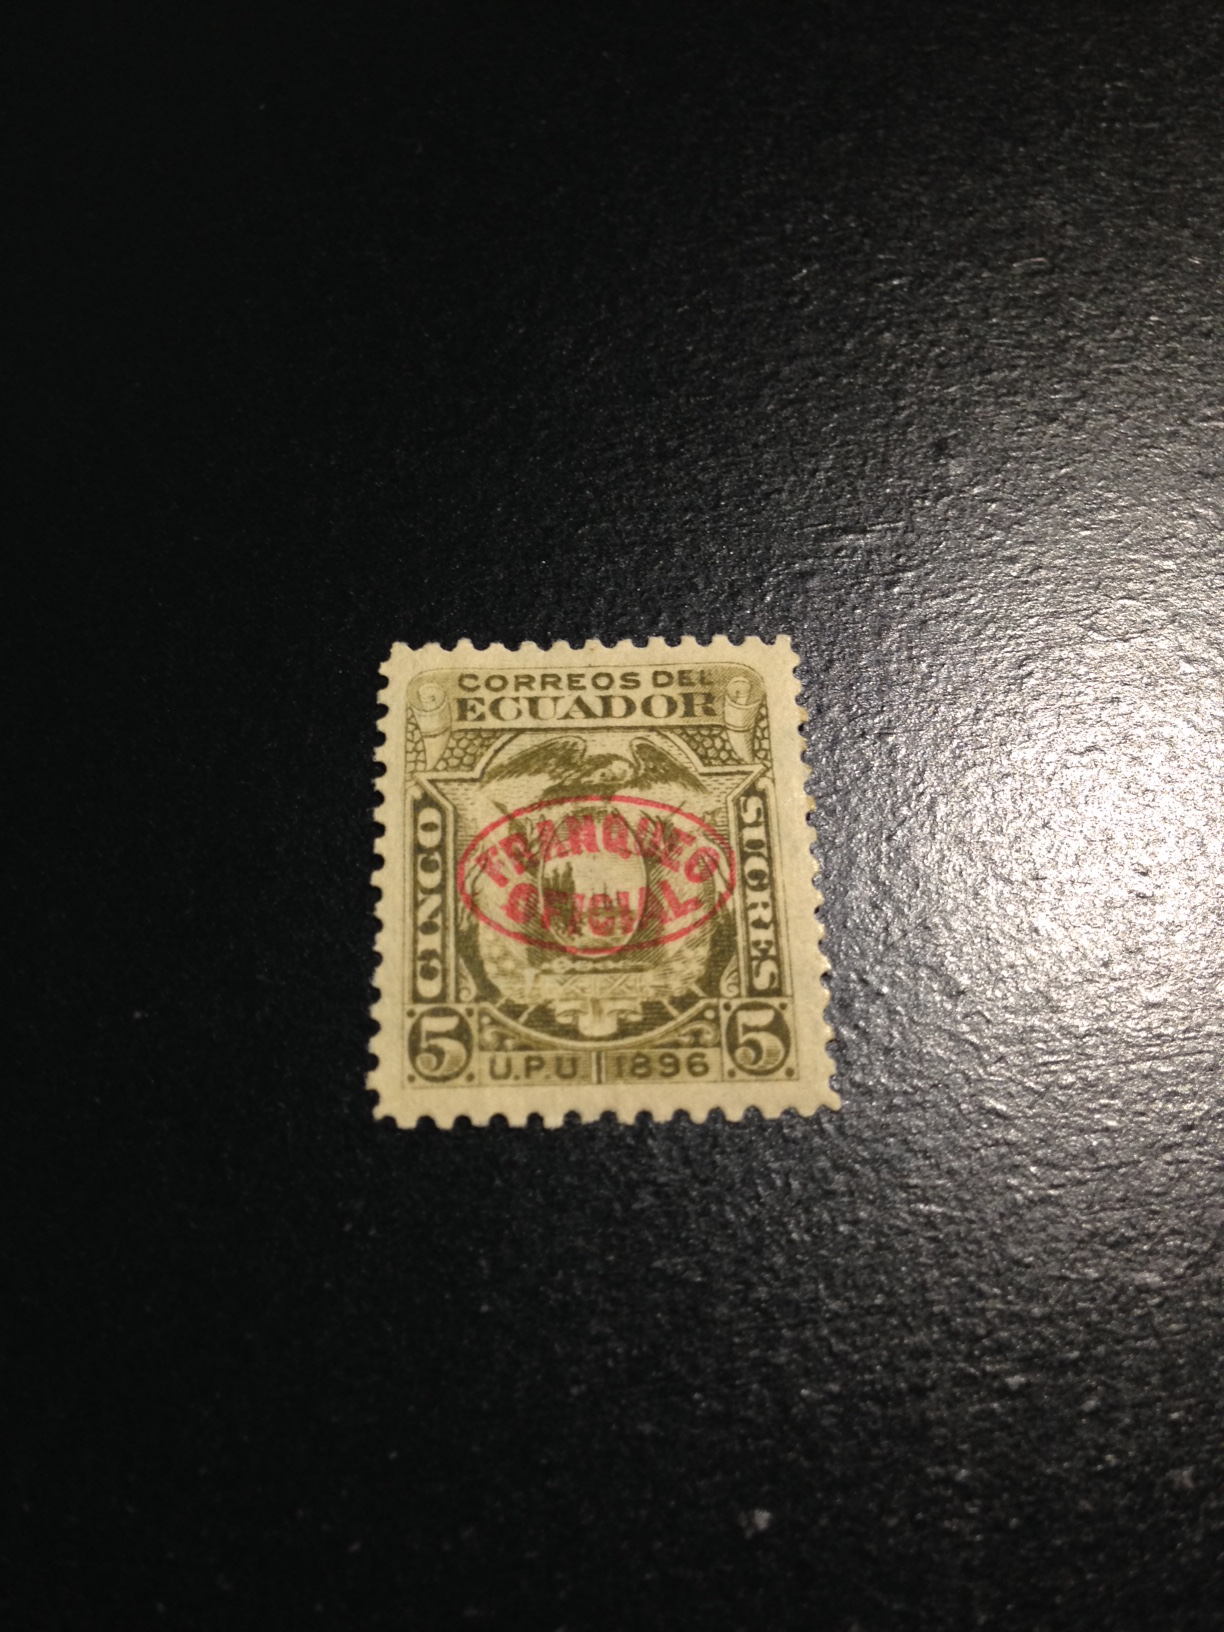 CORREOS DEL
ECUADOR
CINCO
SUCRES
FRANQUEO
OFICIAL
5
U.P.U 1896
5